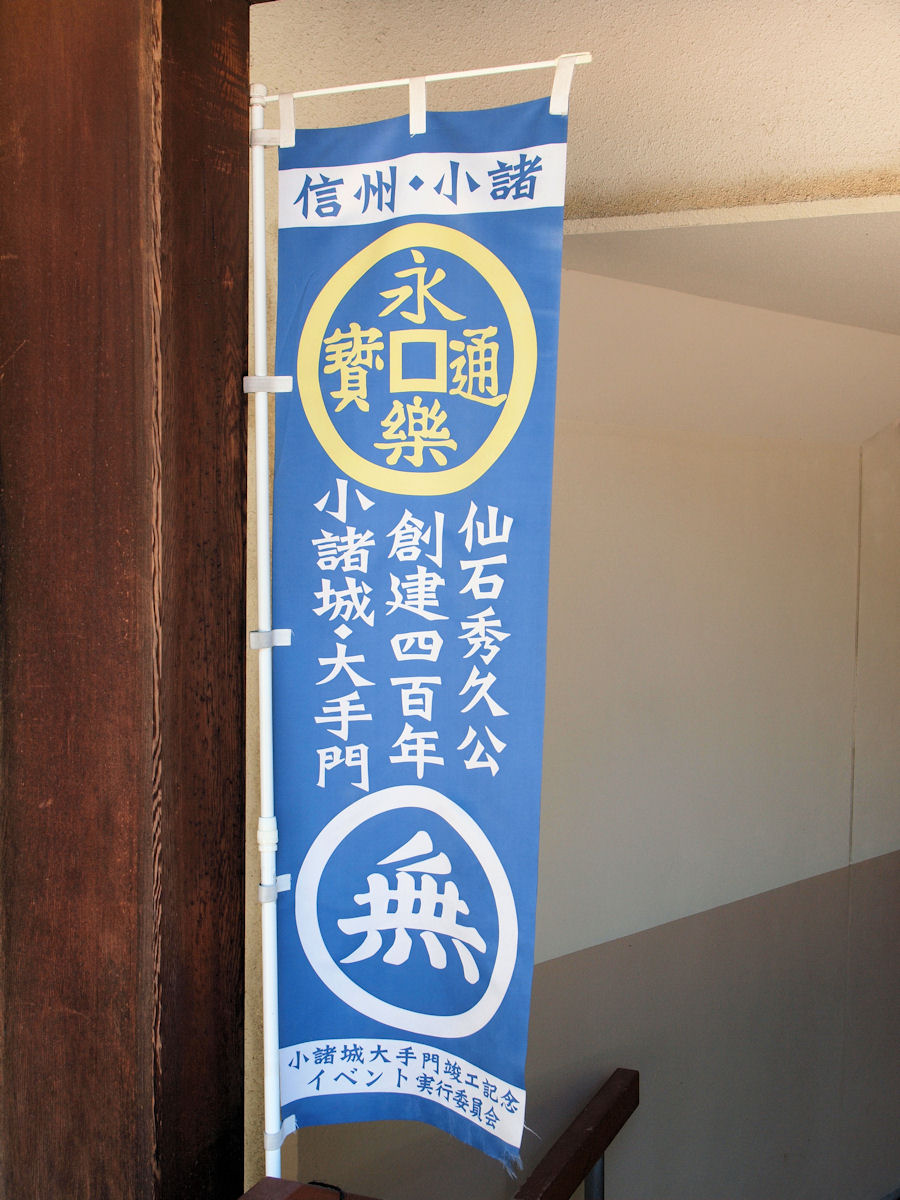 信州・小諸
永樂通寳
仙石秀久公
創建四百年
小諸城・大手門
無
小諸城大手門竣工記念
イベント実行委員会